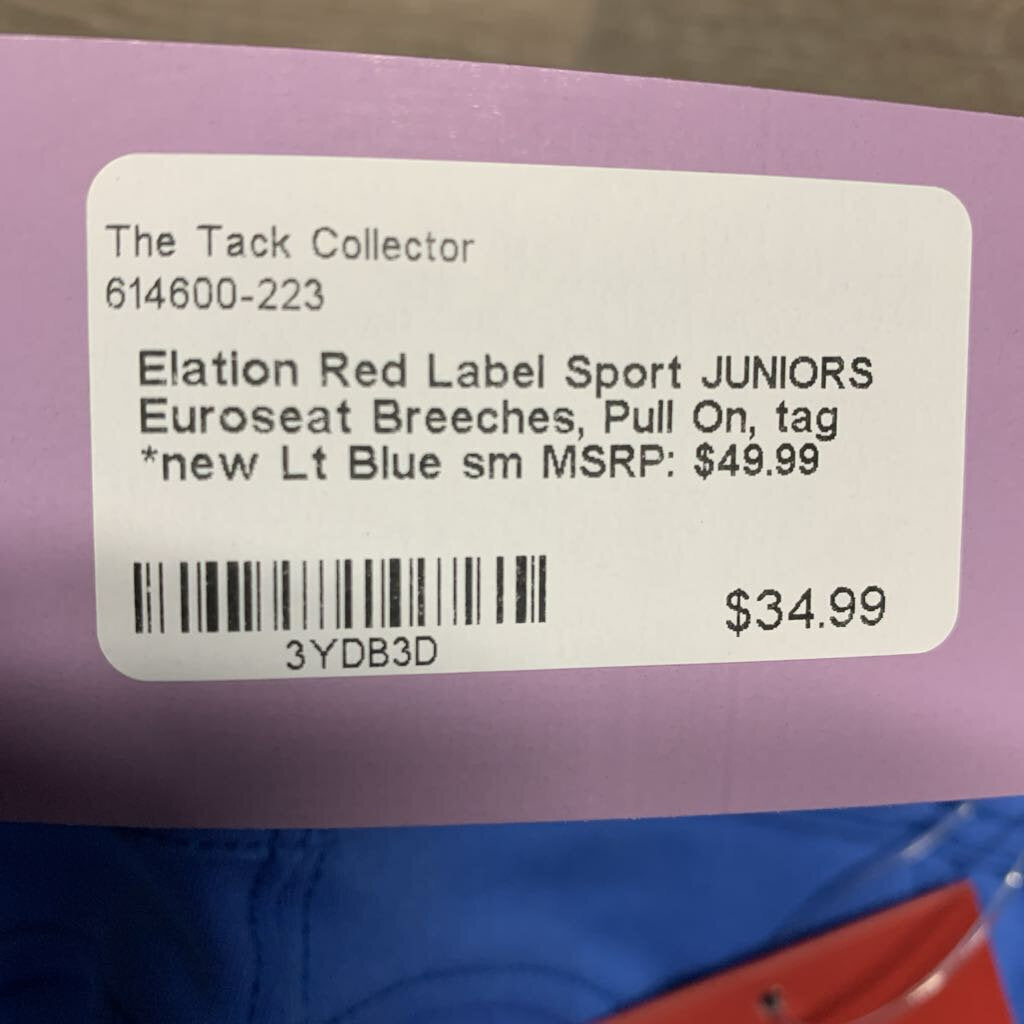 The Tack Collector
614600-223
Elation Red Label Sport JUNIORS
Euroseat Breeches, Pull On, tag
*new Lt Blue sm MSRP: $49.99
3YDB3D
$34.99